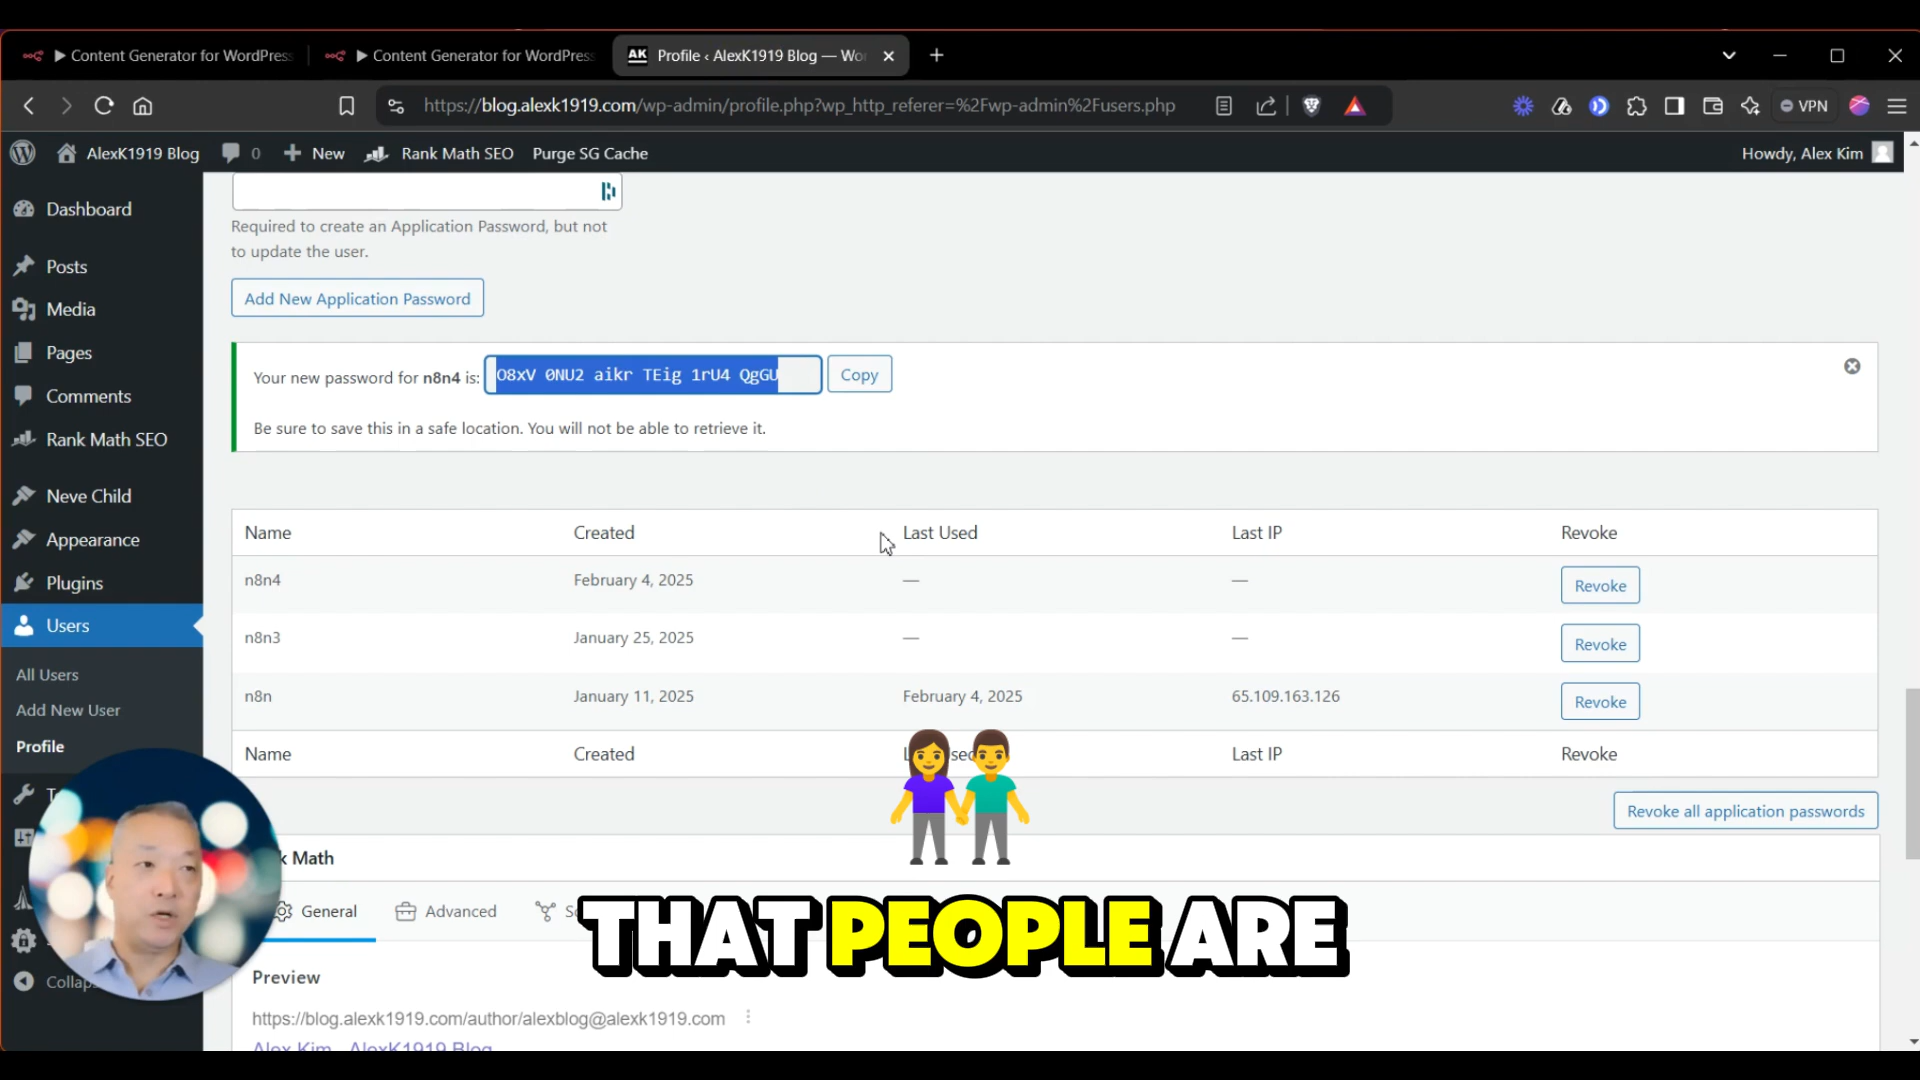 Content Generator for WordPress
Content Generator for WordPress
AK Profile ‹ AlexK1919 Blog — Wo
https://blog.alexk1919.com/wp-admin/profile.php?wp_http_referer=%2Fwp-admin%2Fusers.php
VPN
AlexK1919 Blog
0
New
Rank Math SEO
Purge SG Cache
Howdy, Alex Kim
Dashboard
Posts
Media
Pages
Comments
Rank Math SEO
Neve Child
Appearance
Plugins
Users
All Users
Add New User
Profile
Collaps
Required to create an Application Password, but not
to update the user.
Add New Application Password
Your new password for n8n4 is: O8xV 0NU2 aikr TEig 1rU4 QgGU Copy
Be sure to save this in a safe location. You will not be able to retrieve it.
Name Created Last Used Last IP Revoke
n8n4 February 4, 2025 — — Revoke
n8n3 January 25, 2025 — — Revoke
n8n January 11, 2025 February 4, 2025 65.109.163.126 Revoke
Name Created Last IP Revoke
Revoke all application passwords
k Math
General
Advanced
THAT PEOPLE ARE
Preview
https://blog.alexk1919.com/author/alexblog@alexk1919.com
Alex Kim - AlexK1919 Blog